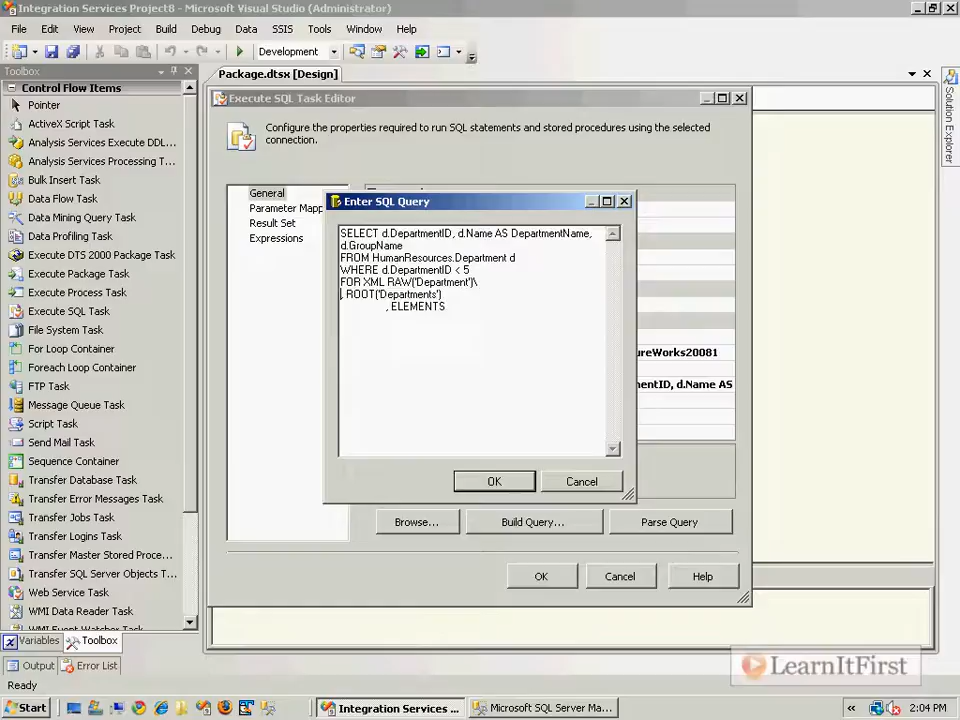 Integration Services Project8 - Microsoft Visual Studio (Administrator)
File Edit View Project Build Debug Data SSIS Tools Window Help
Development
Toolbox
Package.dtsx [Design]
Control Flow Items
Pointer
ActiveX Script Task
Analysis Services Execute DDL...
Analysis Services Processing T...
Bulk Insert Task
Data Flow Task
Data Mining Query Task
Data Profiling Task
Execute DTS 2000 Package Task
Execute Package Task
Execute Process Task
Execute SQL Task
File System Task
For Loop Container
Foreach Loop Container
FTP Task
Message Queue Task
Script Task
Send Mail Task
Sequence Container
Transfer Database Task
Transfer Error Messages Task
Transfer Jobs Task
Transfer Logins Task
Transfer Master Stored Proce...
Transfer SQL Server Objects T...
Web Service Task
WMI Data Reader Task
WMI Event Watcher Task
Variables Toolbox
Output Error List
Ready
Execute SQL Task Editor
Configure the properties required to run SQL statements and stored procedures using the selected
connection.
General
Parameter Mapp
Result Set
Expressions
Enter SQL Query
SELECT d.DepartmentID, d.Name AS DepartmentName,
d.GroupName
FROM HumanResources.Department d
WHERE d.DepartmentID < 5
FOR XML RAW('Department')\
, ROOT('Departments')
, ELEMENTS
OK Cancel
ureWorks20081
nentID, d.Name AS
Browse... Build Query... Parse Query
OK Cancel Help
Solution Explorer
LearnItFirst
Start
Integration Services ...
Microsoft SQL Server Ma...
2:04 PM